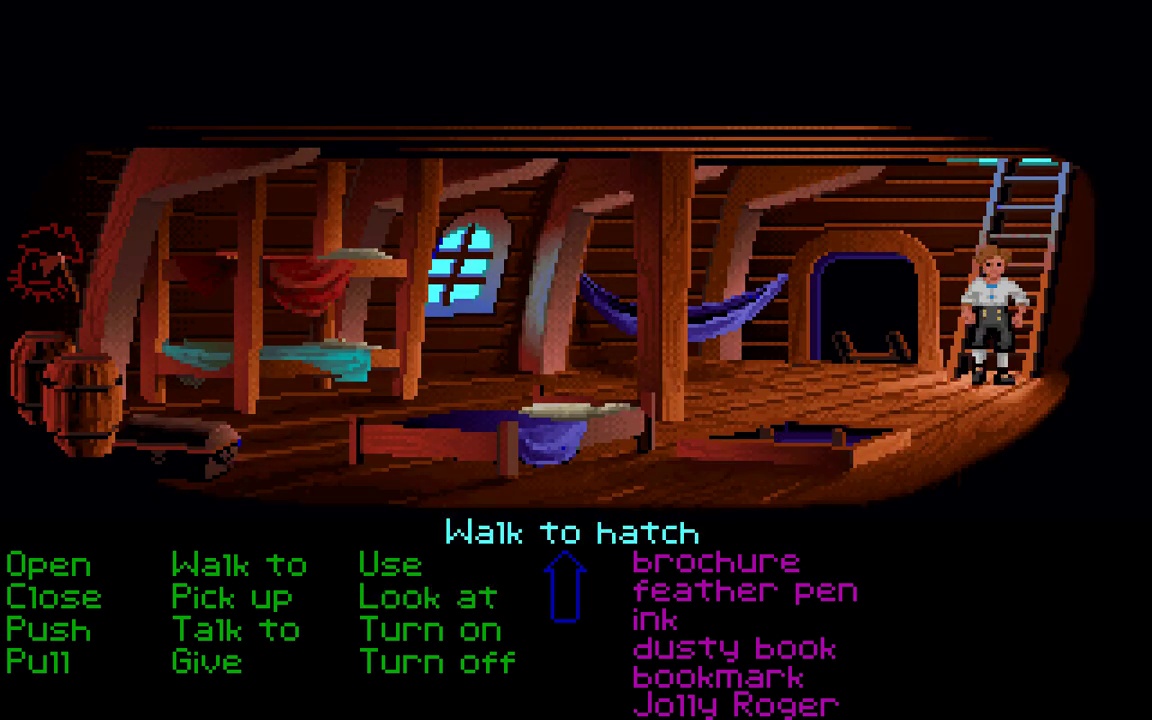 Walk to hatch
Open Walk to Use brochure
Close Pick up Look at feather pen
Push Talk to Turn on ink
Pull Give Turn off dusty book
bookmark
Jolly Roger